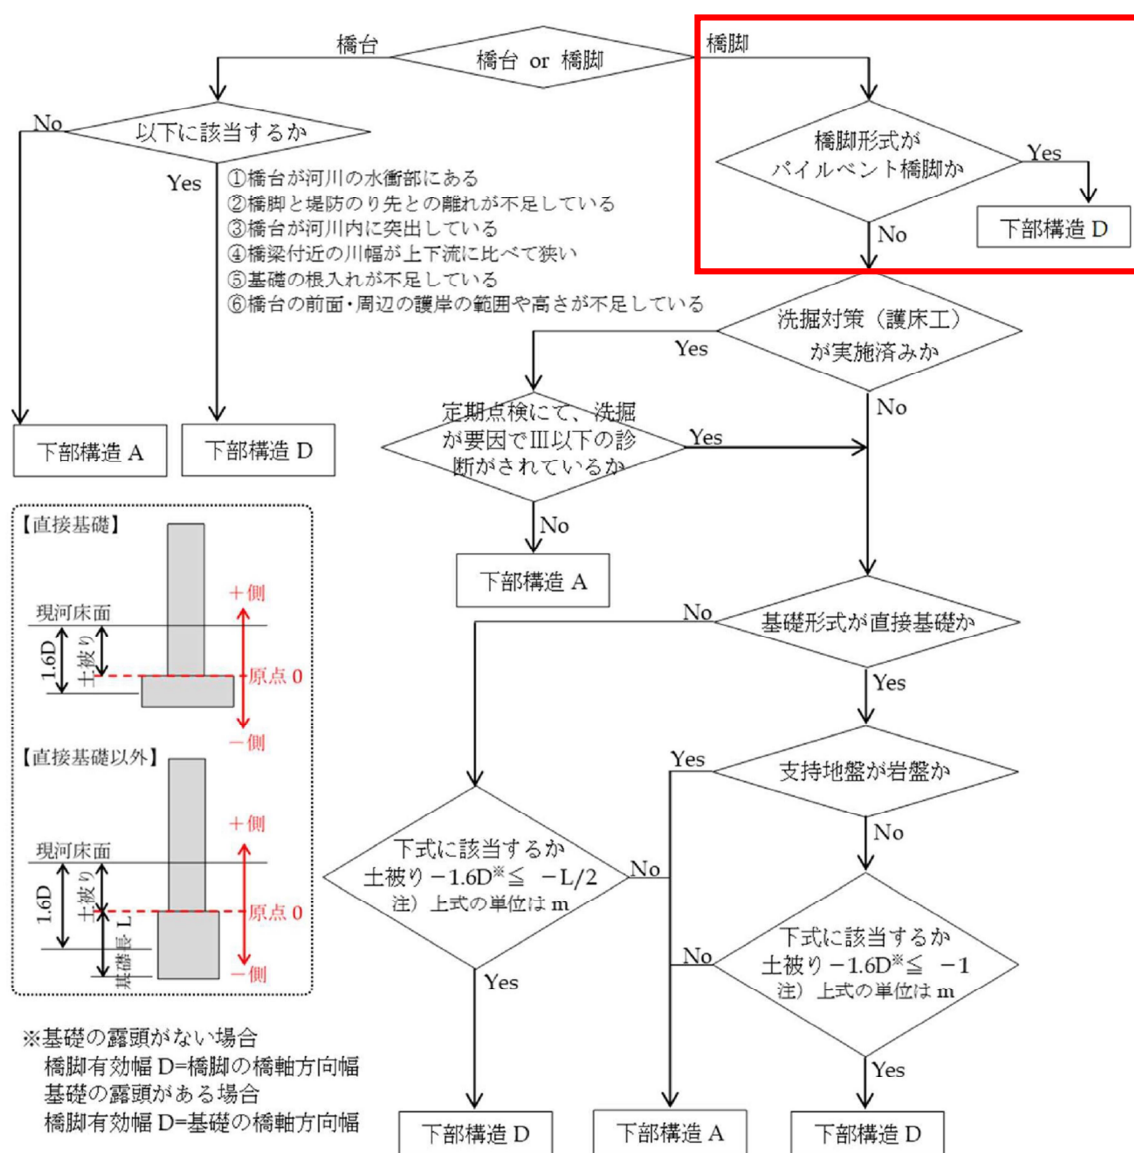 橋台 or 橋脚
橋台
橋脚
以下に該当するか
No
Yes
①橋台が河川の水衝部にある
②橋脚と堤防のり先との離れが不足している
③橋台が河川内に突出している
④橋梁付近の川幅が上下流に比べて狭い
⑤基礎の根入れが不足している
⑥橋台の前面・周辺の護岸の範囲や高さが不足している
下部構造 A
下部構造 D
橋脚形式が
パイルベント橋脚か
Yes
下部構造 D
No
洗掘対策（護床工）
が実施済みか
Yes
No
定期点検にて、洗掘
が要因でⅢ以下の診
断がされているか
Yes
No
下部構造 A
基礎形式が直接基礎か
No
Yes
支持地盤が岩盤か
Yes
No
下式に該当するか
土被り－1.6D※≦ －L/2
注）上式の単位は m
No
Yes
下式に該当するか
土被り－1.6D※≦ －1
注）上式の単位は m
No
Yes
下部構造 D
下部構造 A
下部構造 D
【直接基礎】
現河床面
1.6D
土被り
＋側
原点 0
－側
【直接基礎以外】
現河床面
1.6D
土被り
基礎長 L
＋側
原点 0
－側
※基礎の露頭がない場合
橋脚有効幅 D=橋脚の橋軸方向幅
基礎の露頭がある場合
橋脚有効幅 D=基礎の橋軸方向幅